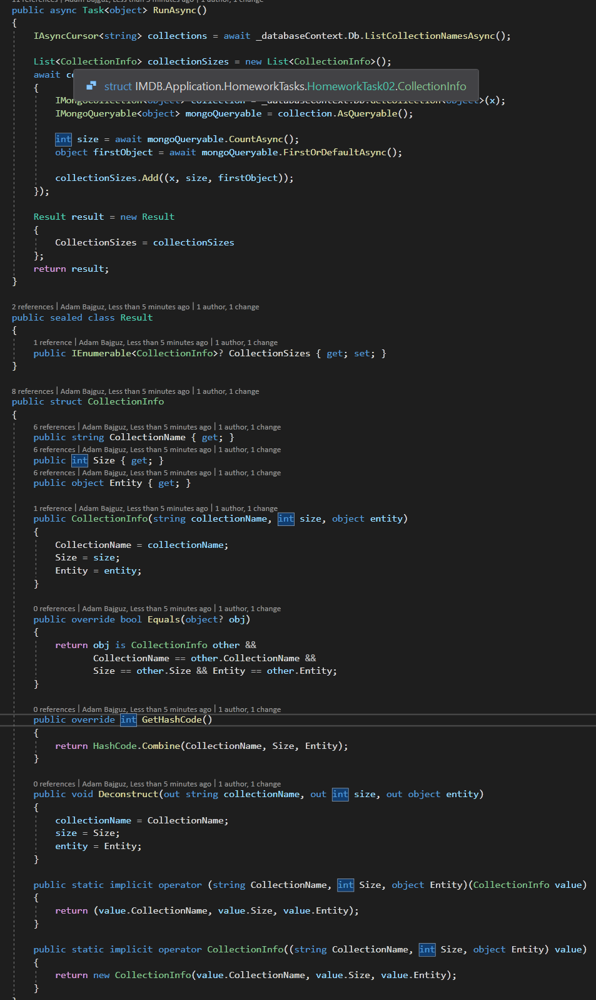 11 references | Adam Bajguz, Less than 5 minutes ago | 1 author, 1 change
public async Task<object> RunAsync()
{
IAsyncCursor<string> collections = await _databaseContext.Db.ListCollectionNamesAsync();
List<CollectionInfo> collectionSizes = new List<CollectionInfo>();
await
struct IMDB.Application.HomeworkTasks.HomeworkTask02.CollectionInfo
{
IMongoCollection<object> collection = _databaseContext.Db.GetCollection<object>(x);
IMongoQueryable<object> mongoQueryable = collection.AsQueryable();
int size = await mongoQueryable.CountAsync();
object firstObject = await mongoQueryable.FirstOrDefaultAsync();
collectionSizes.Add((x, size, firstObject));
});
Result result = new Result
{
CollectionSizes = collectionSizes
};
return result;
}
2 references | Adam Bajguz, Less than 5 minutes ago | 1 author, 1 change
public sealed class Result
{
1 reference | Adam Bajguz, Less than 5 minutes ago | 1 author, 1 change
public IEnumerable<CollectionInfo>? CollectionSizes { get; set; }
}
8 references | Adam Bajguz, Less than 5 minutes ago | 1 author, 1 change
public struct CollectionInfo
{
6 references | Adam Bajguz, Less than 5 minutes ago | 1 author, 1 change
public string CollectionName { get; }
6 references | Adam Bajguz, Less than 5 minutes ago | 1 author, 1 change
public int Size { get; }
6 references | Adam Bajguz, Less than 5 minutes ago | 1 author, 1 change
public object Entity { get; }
1 reference | Adam Bajguz, Less than 5 minutes ago | 1 author, 1 change
public CollectionInfo(string collectionName, int size, object entity)
{
CollectionName = collectionName;
Size = size;
Entity = entity;
}
0 references | Adam Bajguz, Less than 5 minutes ago | 1 author, 1 change
public override bool Equals(object? obj)
{
return obj is CollectionInfo other &&
CollectionName == other.CollectionName &&
Size == other.Size && Entity == other.Entity;
}
0 references | Adam Bajguz, Less than 5 minutes ago | 1 author, 1 change
public override int GetHashCode()
{
return HashCode.Combine(CollectionName, Size, Entity);
}
0 references | Adam Bajguz, Less than 5 minutes ago | 1 author, 1 change
public void Deconstruct(out string collectionName, out int size, out object entity)
{
collectionName = CollectionName;
size = Size;
entity = Entity;
}
public static implicit operator (string CollectionName, int Size, object Entity)(CollectionInfo value)
{
return (value.CollectionName, value.Size, value.Entity);
}
public static implicit operator CollectionInfo((string CollectionName, int Size, object Entity) value)
{
return new CollectionInfo(value.CollectionName, value.Size, value.Entity);
}